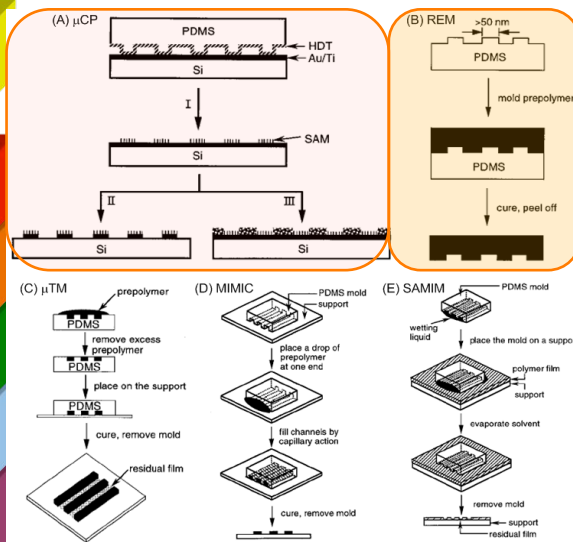 (A) μCP
PDMS
HDT
Au/Ti
Si
I
SAM
Si
II
III
Si
Si
(B) REM
>50 nm
PDMS
mold prepolymer
PDMS
cure, peel off
(C) μTM
prepolymer
PDMS
remove excess
prepolymer
PDMS
place on the support
PDMS
cure, remove mold
residual film
(D) MIMIC
PDMS mold
support
place a drop of
prepolymer
at one end
fill channels by
capillary action
cure, remove mold
(E) SAMIM
PDMS mold
wetting
liquid
place the mold on a suppo
polymer film
support
evaporate solvent
remove mold
support
residual film